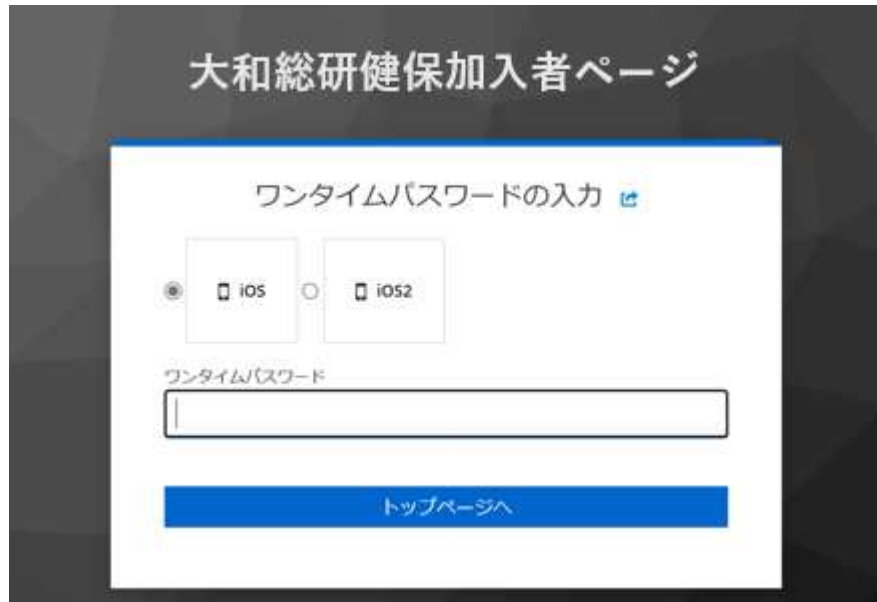 大和総研健保加入者ページ
ワンタイムパスワードの入力
iOS
iOS2
ワンタイムパスワード
トップページへ